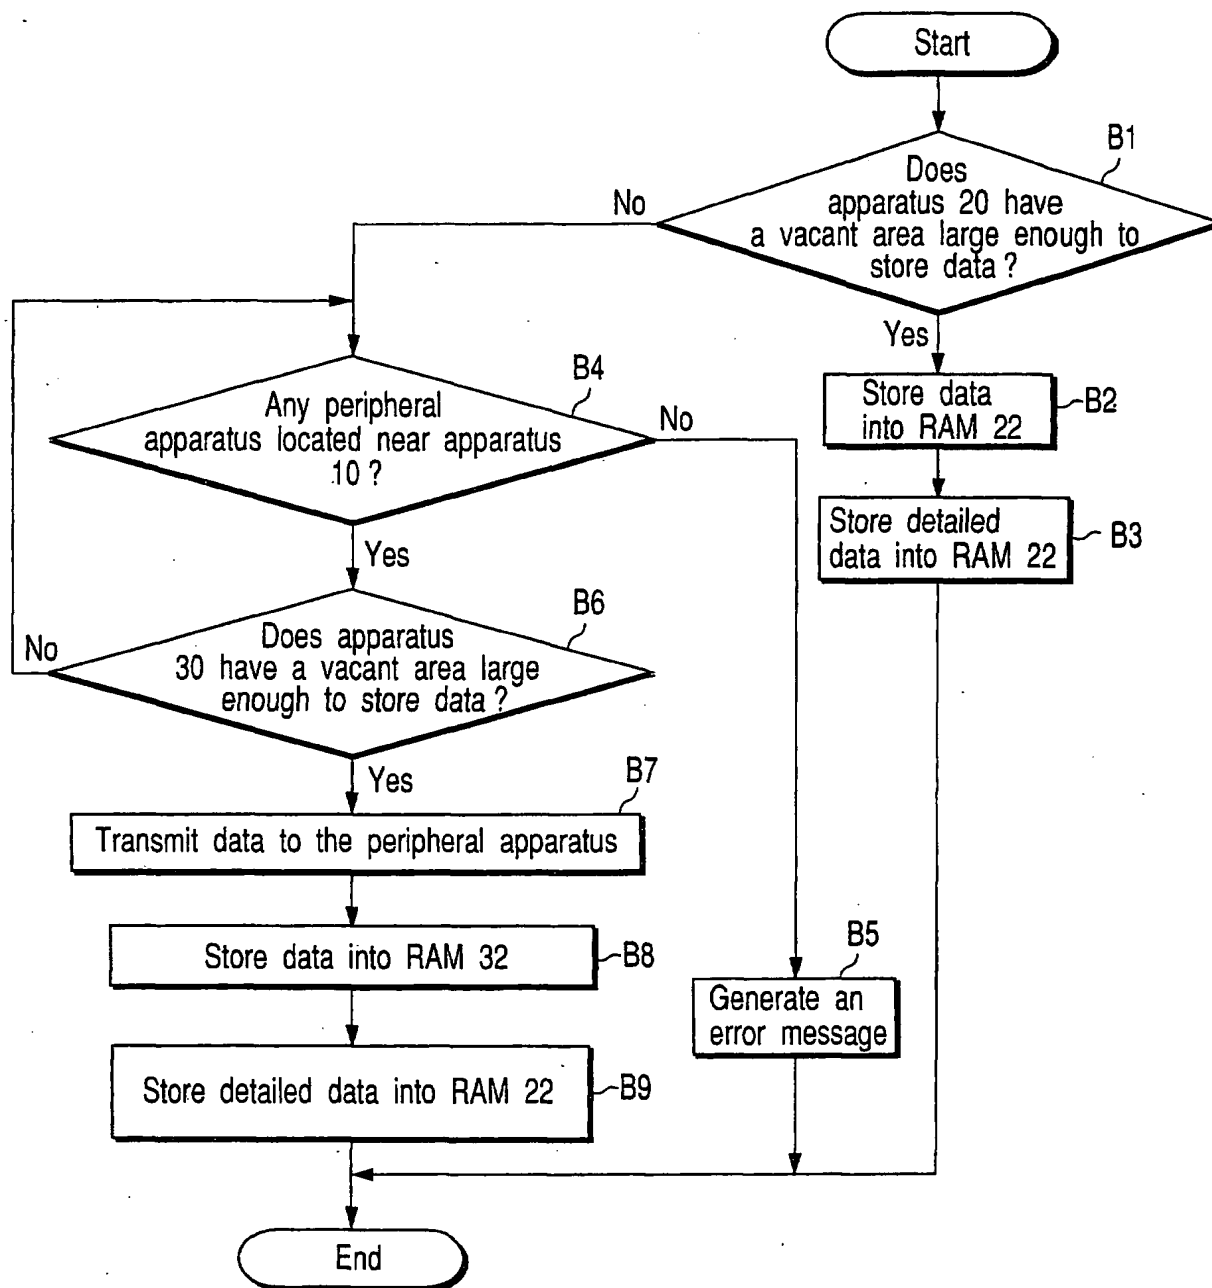 Start
B1
Does
apparatus 20 have
a vacant area large enough to
store data ?
No
Yes
Store data
into RAM 22
B2
Store detailed
data into RAM 22
B3
B4
Any peripheral
apparatus located near apparatus
10 ?
No
Yes
B6
Does apparatus
30 have a vacant area large
enough to store data ?
No
Yes
B7
Transmit data to the peripheral apparatus
Store data into RAM 32
B8
B5
Generate an
error message
Store detailed data into RAM 22
B9
End